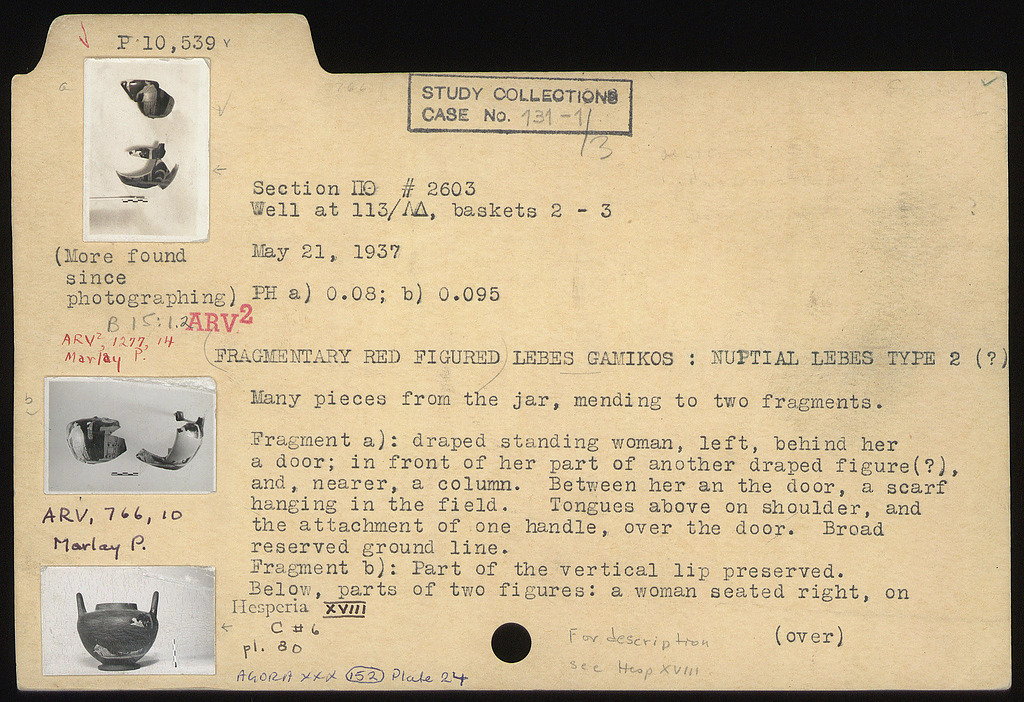 P 10,539
a
STUDY COLLECTIONS
CASE No. 131-1/3
Section ΠΘ # 2603
Well at 113/ΛΔ, baskets 2 - 3
May 21, 1937
(More found
since
photographing)
PH a) 0.08; b) 0.095
B 15:1.2
ARV2
ARV², 1277, 14
Marlay P.
FRAGMENTARY RED FIGURED LEBES GAMIKOS : NUPTIAL LEBES TYPE 2 (?)
b
Many pieces from the jar, mending to two fragments.
Fragment a): draped standing woman, left, behind her
a door; in front of her part of another draped figure(?),
and, nearer, a column. Between her an the door, a scarf
hanging in the field. Tongues above on shoulder, and
the attachment of one handle, over the door. Broad
reserved ground line.
Fragment b): Part of the vertical lip preserved.
Below, parts of two figures: a woman seated right, on
ARV, 766, 10
Marlay P.
Hesperia XVIII
C # 6
pl. 80
For description
see Hesp XVIII
(over)
AGORA XXX 152 Plate 24